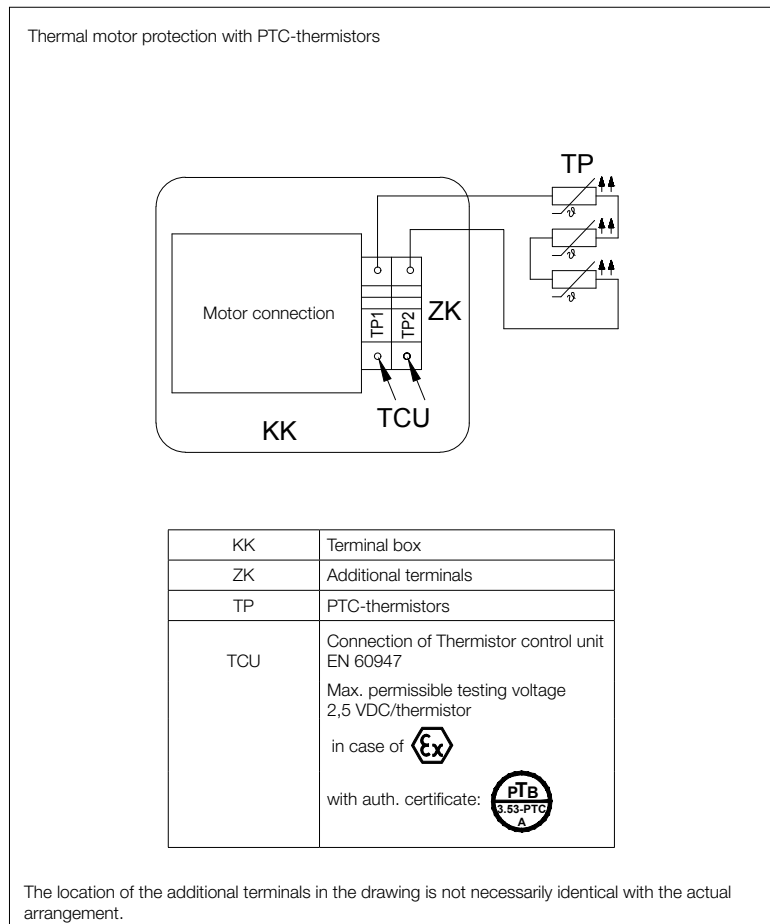 Thermal motor protection with PTC-thermistors
TP
ϑ
ϑ
ϑ
Motor connection
TP1
TP2
ZK
TCU
KK
KK Terminal box
ZK Additional terminals
TP PTC-thermistors
TCU Connection of Thermistor control unit
EN 60947
Max. permissible testing voltage
2,5 VDC/thermistor
in case of Ex
with auth. certificate: PTB
3.53-PTC
A
The location of the additional terminals in the drawing is not necessarily identical with the actual
arrangement.